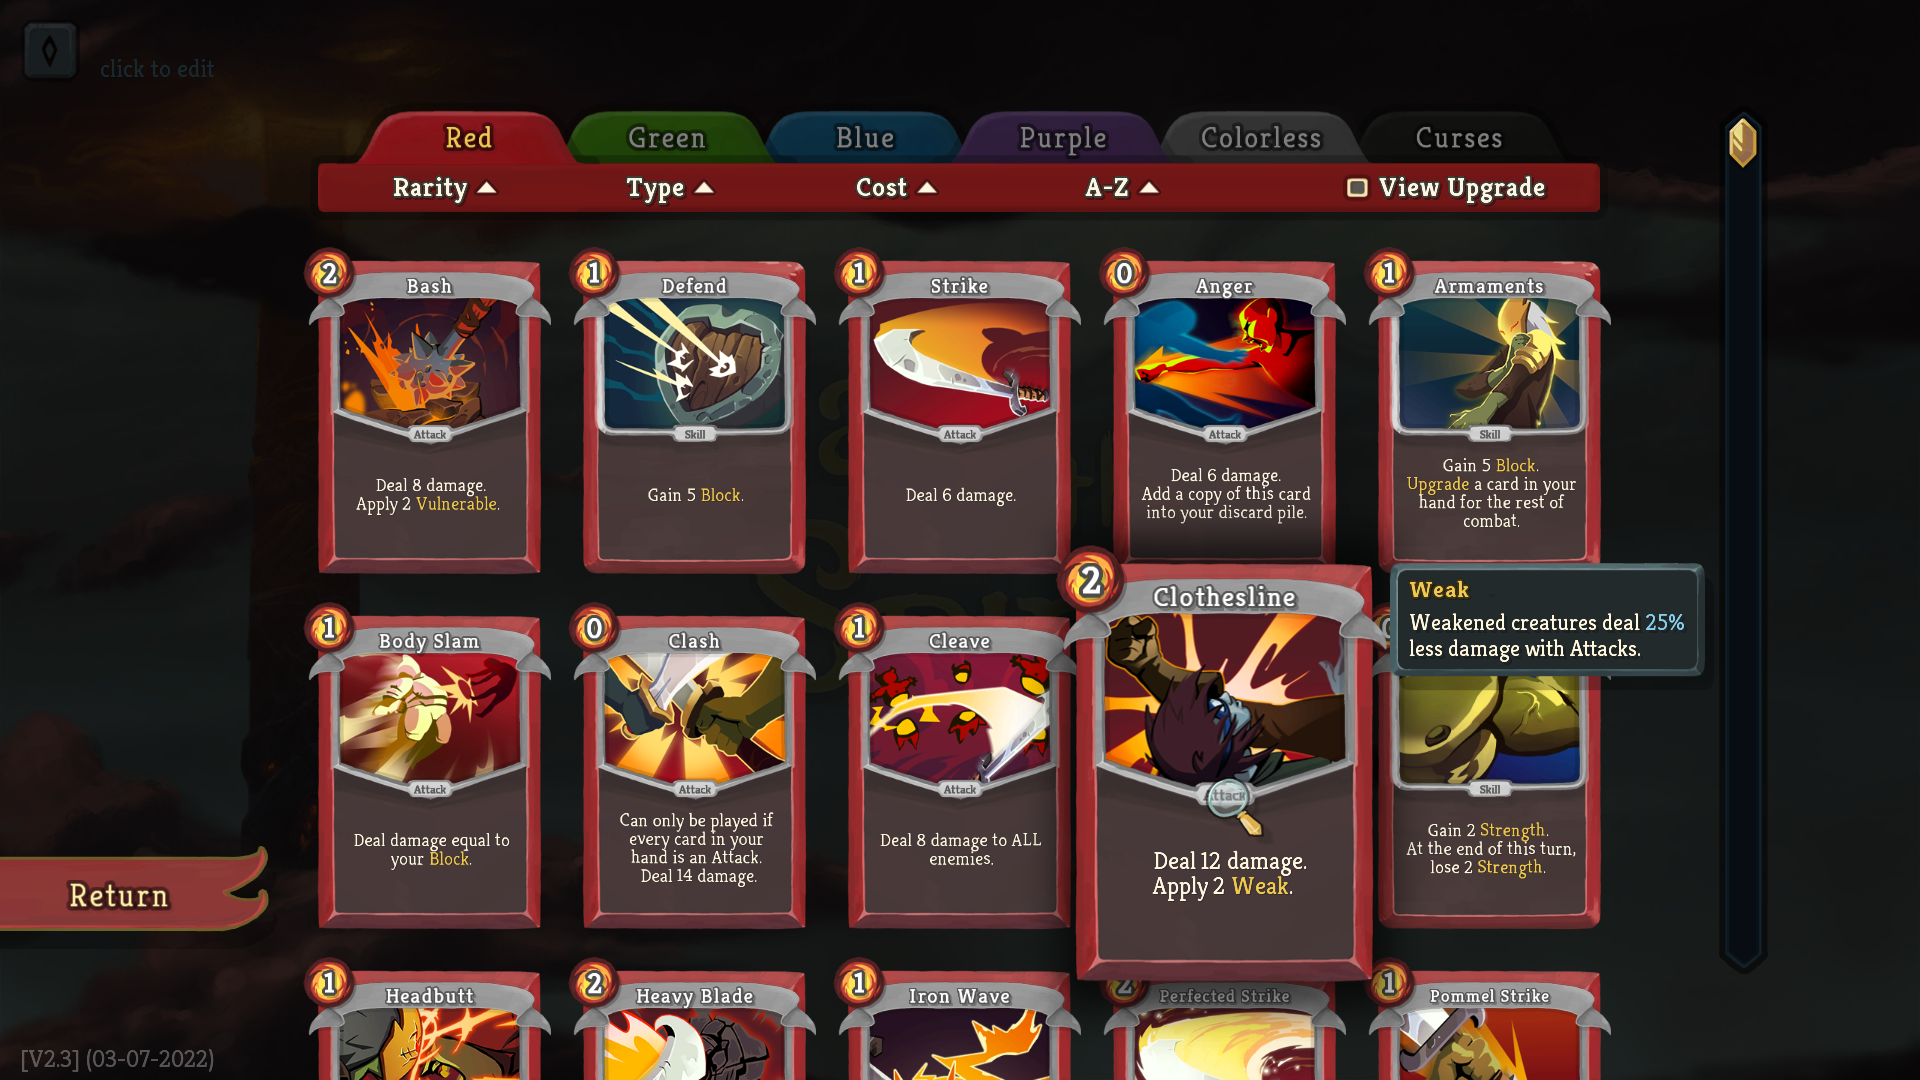 click to edit
Red
Green
Blue
Purple
Colorless
Curses
Rarity
Type
Cost
A-Z
View Upgrade
2
Bash
Attack
Deal 8 damage.
Apply 2 Vulnerable.
1
Defend
Skill
Gain 5 Block.
1
Strike
Attack
Deal 6 damage.
0
Anger
Attack
Deal 6 damage.
Add a copy of this card
into your discard pile.
1
Armaments
Skill
Gain 5 Block.
Upgrade a card in your
hand for the rest of
combat.
1
Body Slam
Attack
Deal damage equal to
your Block.
0
Clash
Attack
Can only be played if
every card in your
hand is an Attack.
Deal 14 damage.
1
Cleave
Attack
Deal 8 damage to ALL
enemies.
2
Clothesline
Attack
Deal 12 damage.
Apply 2 Weak.
Weak
Weakened creatures deal 25%
less damage with Attacks.
Skill
Gain 2 Strength.
At the end of this turn,
lose 2 Strength.
1
Headbutt
2
Heavy Blade
1
Iron Wave
2
Perfected Strike
1
Pommel Strike
Return
[V2.3] (03-07-2022)